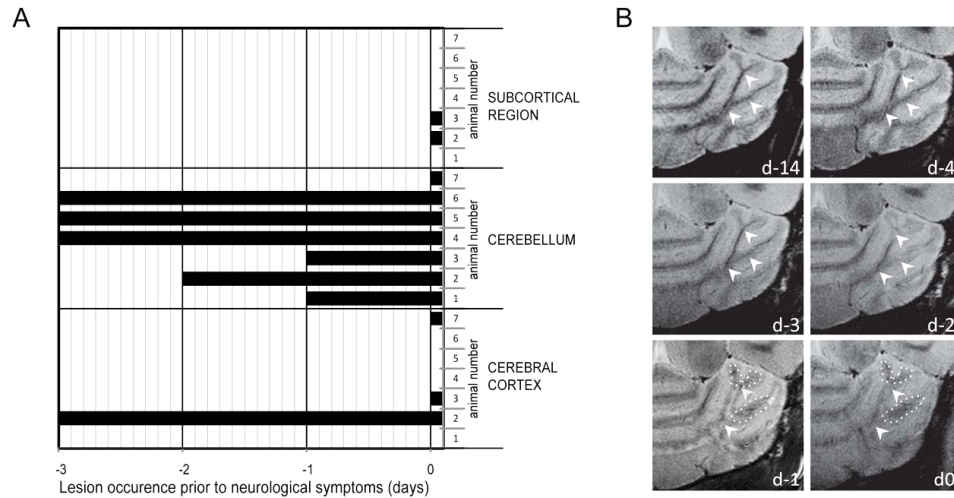 A
7
6
5
4
3
2
1
animal number
SUBCORTICAL
REGION
7
6
5
4
3
2
1
animal number
CEREBELLUM
7
6
5
4
3
2
1
animal number
CEREBRAL
CORTEX
-3 -2 -1 0
Lesion occurence prior to neurological symptoms (days)
B
d-14 d-4
d-3 d-2
d-1 d0